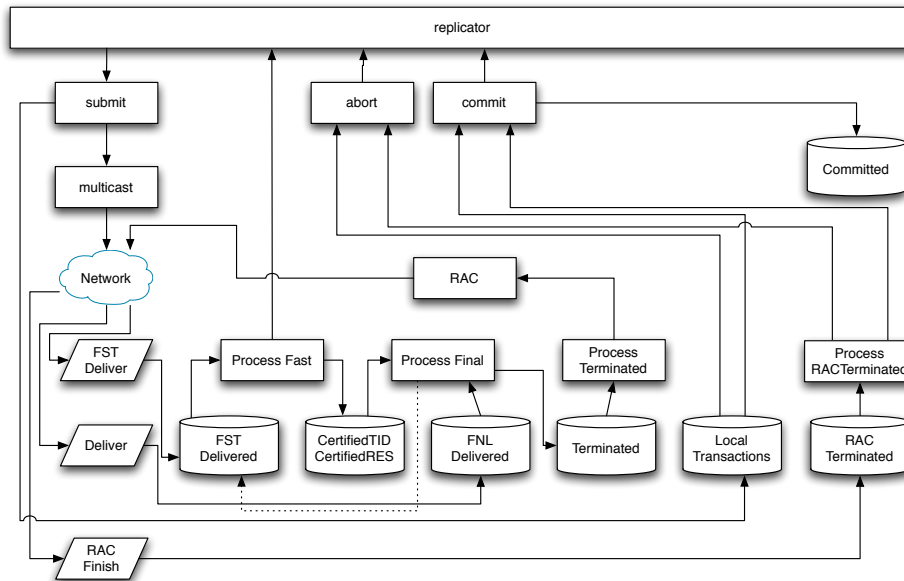 replicator
submit
abort
commit
Committed
multicast
Network
RAC
FST
Deliver
Process Fast
Process Final
Process
Terminated
Process
RACTerminated
Deliver
FST
Delivered
CertifiedTID
CertifiedRES
FNL
Delivered
Terminated
Local
Transactions
RAC
Terminated
RAC
Finish